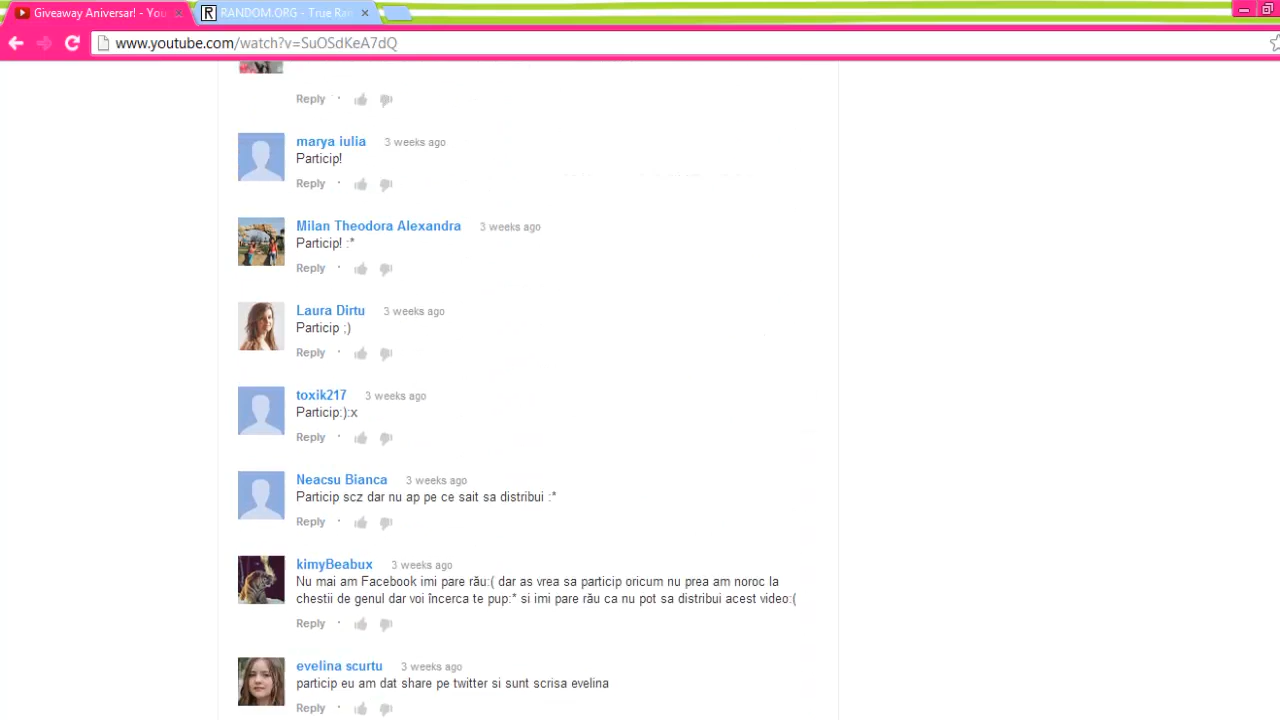 Giveaway Aniversar! - You
RANDOM.ORG - True Ran
www.youtube.com/watch?v=SuOSdKeA7dQ
Reply ·
marya iulia 3 weeks ago
Particip!
Reply ·
Milan Theodora Alexandra 3 weeks ago
Particip! :*
Reply ·
Laura Dirtu 3 weeks ago
Particip ;)
Reply ·
toxik217 3 weeks ago
Particip:):x
Reply ·
Neacsu Bianca 3 weeks ago
Particip scz dar nu ap pe ce sait sa distribui :*
Reply ·
kimyBeabux 3 weeks ago
Nu mai am Facebook imi pare rău:( dar as vrea sa particip oricum nu prea am noroc la
chestii de genul dar voi încerca te pup:* si imi pare rău ca nu pot sa distribui acest video:(
Reply ·
evelina scurtu 3 weeks ago
particip eu am dat share pe twitter si sunt scrisa evelina
Reply ·